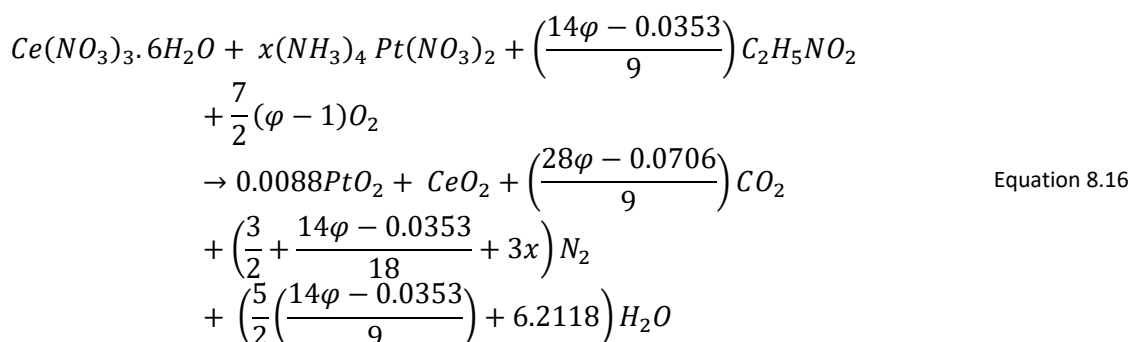 Ce(NO₃)₃.6H₂O + x(NH₃)₄ Pt(NO₃)₂ + ((14φ − 0.0353)/9) C₂H₅NO₂
+ (7/2)(φ − 1)O₂
→ 0.0088PtO₂ + CeO₂ + ((28φ − 0.0706)/9) CO₂ Equation 8.16
+ (3/2 + (14φ − 0.0353)/18 + 3x) N₂
+ (5/2((14φ − 0.0353)/9) + 6.2118) H₂O